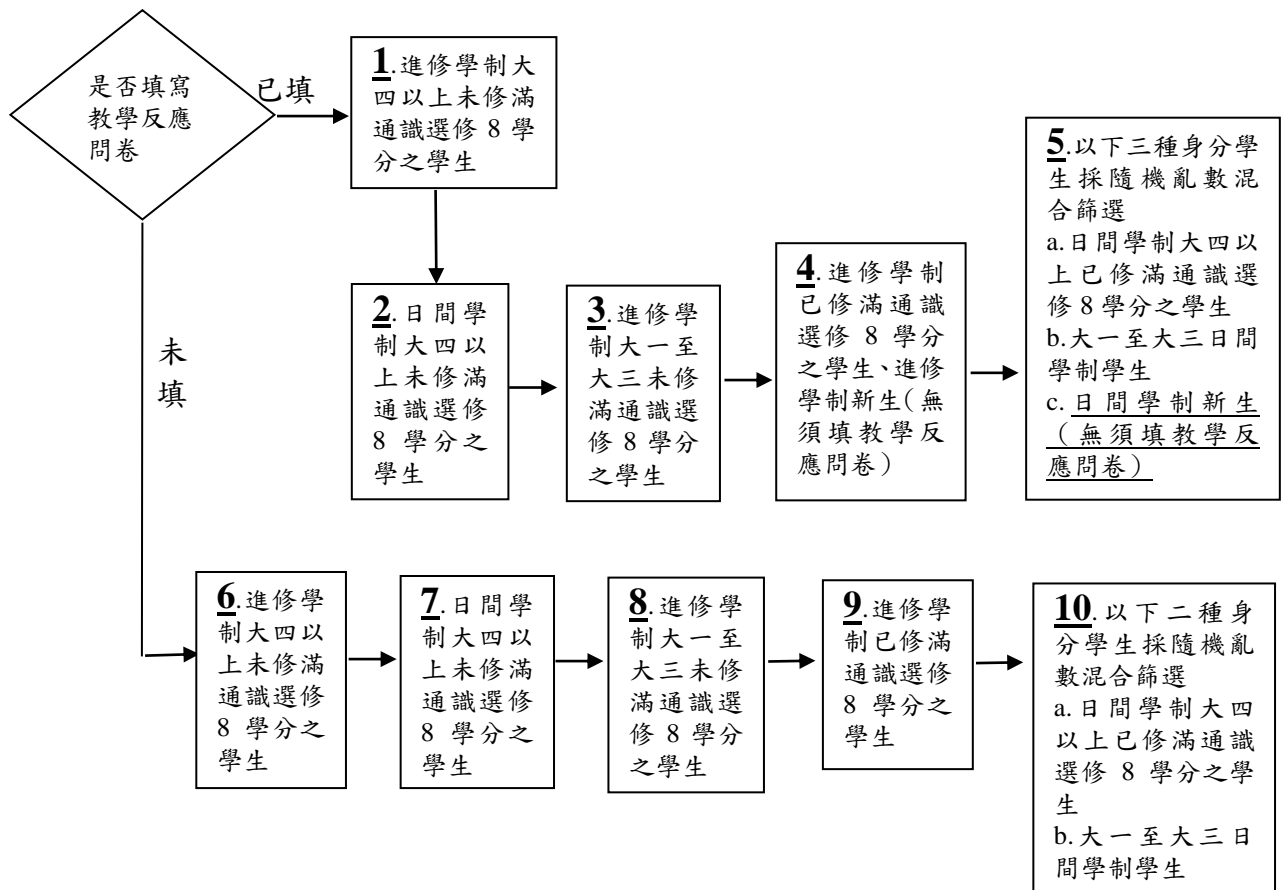 是否填寫
教學反應
問卷
已填
1.進修學制大
四以上未修滿
通識選修 8 學
分之學生
2.日間學
制大四以
上未修滿
通識選修
8 學分之
學生
3.進修學
制大一至
大三未修
滿通識選
修 8 學分
之學生
4.進修學制
已修滿通識
選修 8 學分
之學生、進修
學制新生(無
須填教學反
應問卷)
5.以下三種身分學
生採隨機亂數混
合篩選
a.日間學制大四以
上已修滿通識選
修 8 學分之學生
b.大一至大三日間
學制學生
c.日間學制新生
(無須填教學反
應問卷)
未
填
6.進修學
制大四以
上未修滿
通識選修
8 學分之
學生
7.日間學
制大四以
上未修滿
通識選修
8 學分之
學生
8.進修學
制大一至
大三未修
滿通識選
修 8 學分
之學生
9.進修學
制已修滿
通識選修
8 學分之
學生
10.以下二種身
分學生採隨機亂
數混合篩選
a.日間學制大四
以上已修滿通識
選修 8 學分之學
生
b.大一至大三日
間學制學生